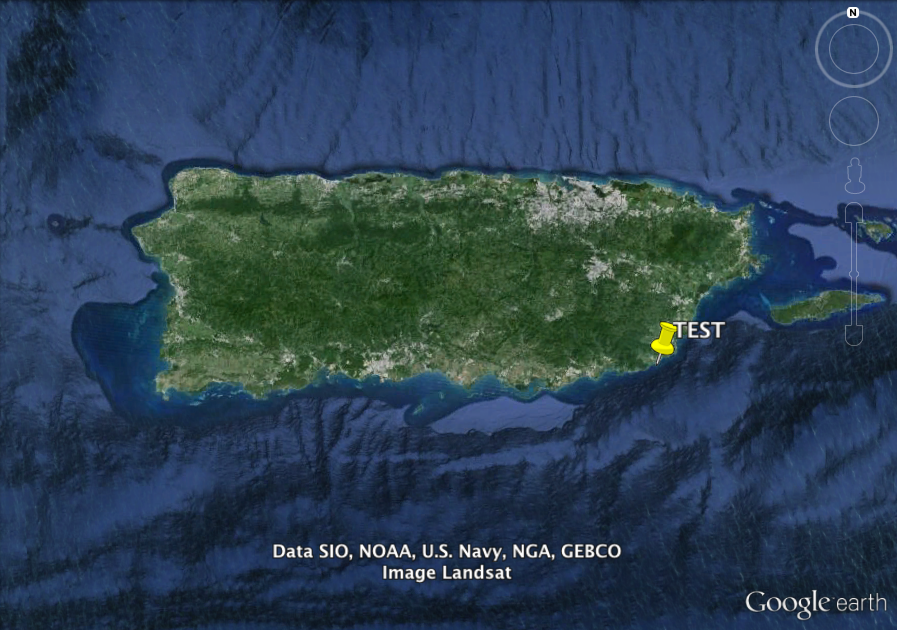 N
TEST
Data SIO, NOAA, U.S. Navy, NGA, GEBCO
Image Landsat
Google earth